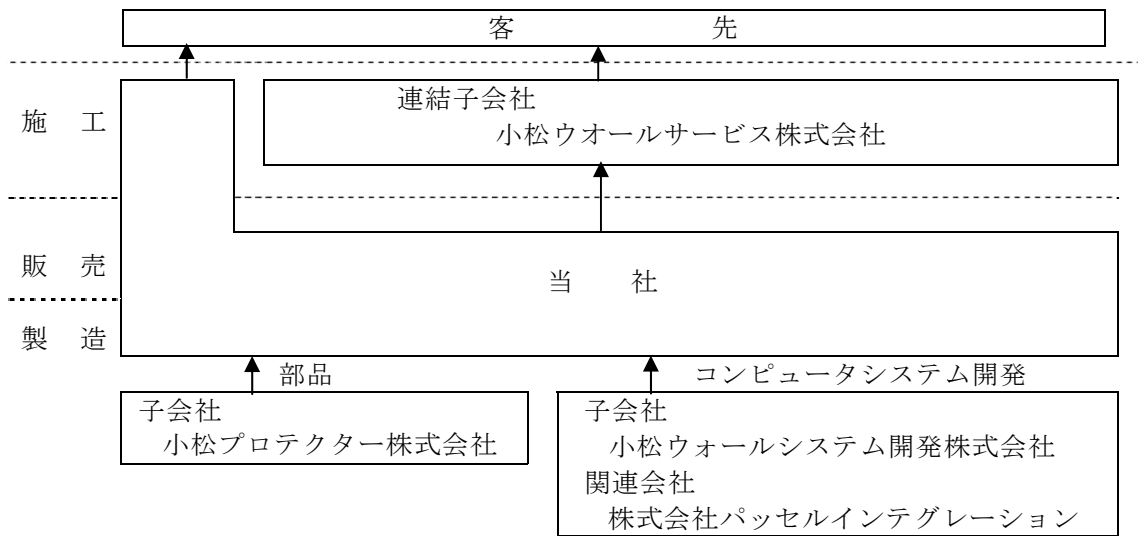 客　先
施　工
連結子会社
小松ウオールサービス株式会社
販　売
当　社
製　造
部品
コンピュータシステム開発
子会社
小松プロテクター株式会社
子会社
小松ウォールシステム開発株式会社
関連会社
株式会社パッセルインテグレーション